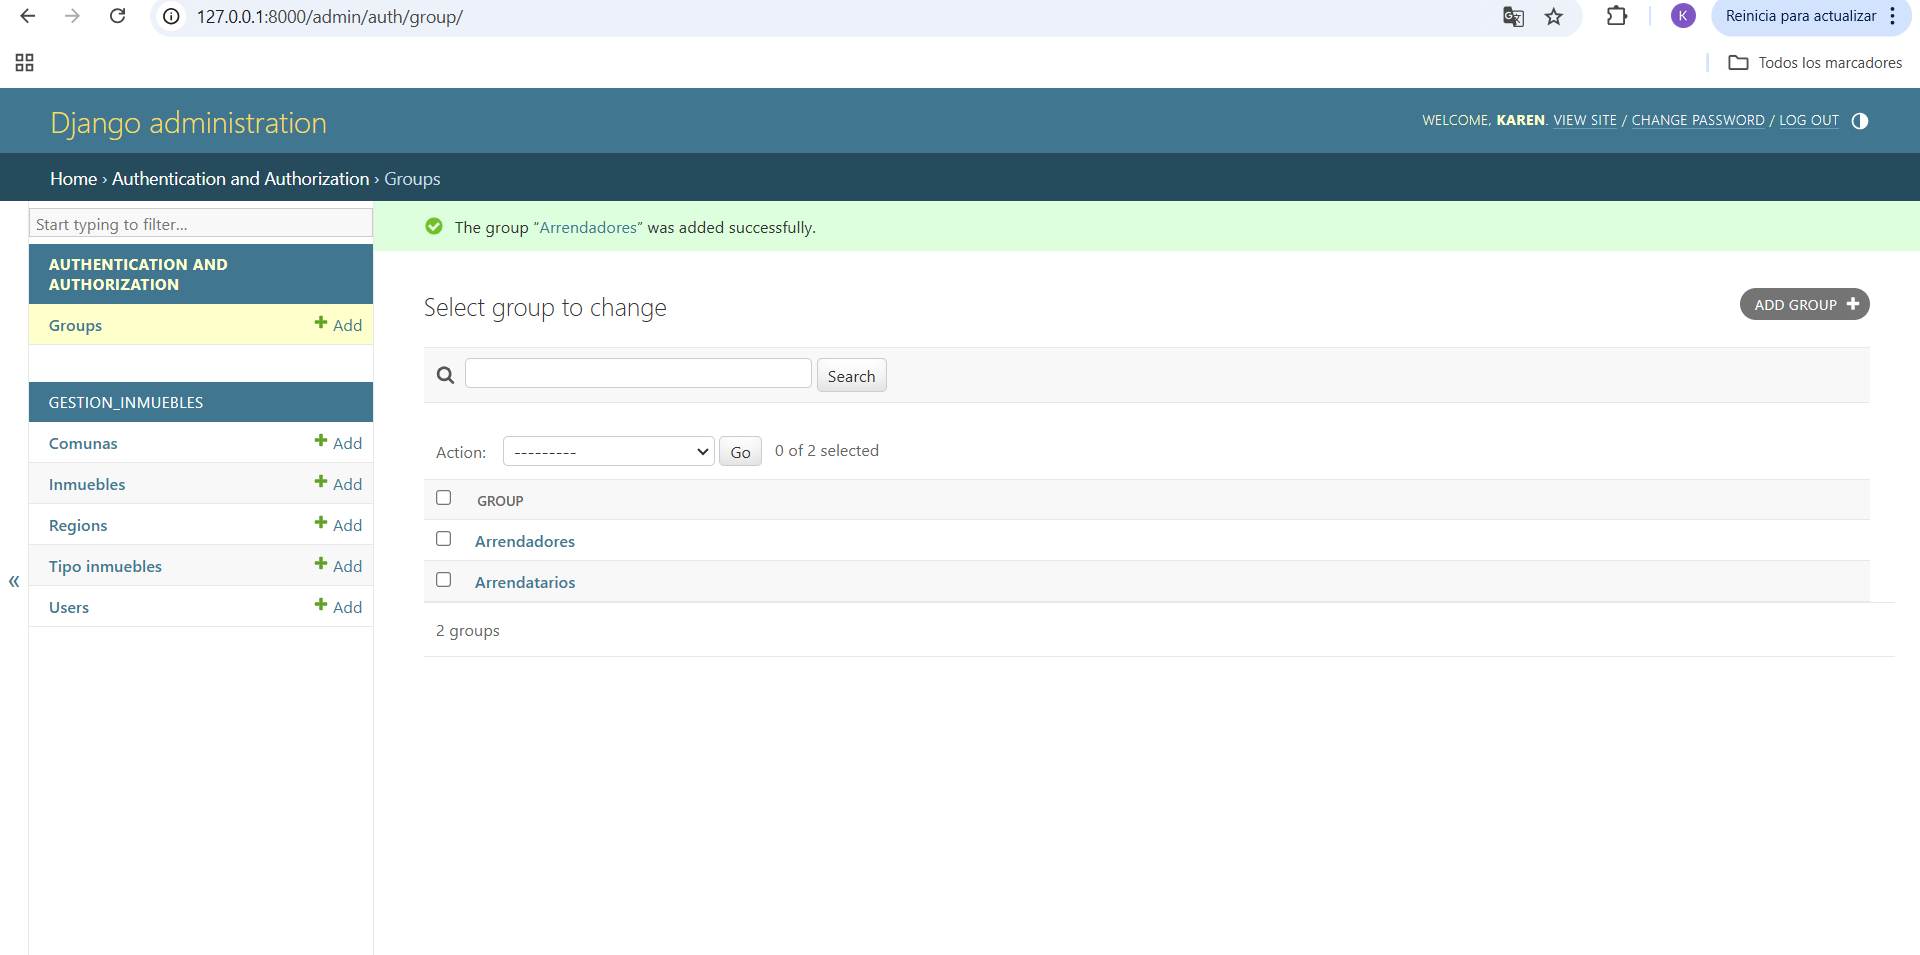 127.0.0.1:8000/admin/auth/group/
K
Reinicia para actualizar
Todos los marcadores
Django administration
WELCOME, KAREN. VIEW SITE / CHANGE PASSWORD / LOG OUT
Home › Authentication and Authorization › Groups
Start typing to filter...
The group “Arrendadores” was added successfully.
AUTHENTICATION AND
AUTHORIZATION
Groups
Add
GESTION_INMUEBLES
Comunas
Add
Inmuebles
Add
Regions
Add
Tipo inmuebles
Add
Users
Add
«
Select group to change
ADD GROUP +
Search
Action: --------- Go 0 of 2 selected
GROUP
Arrendadores
Arrendatarios
2 groups